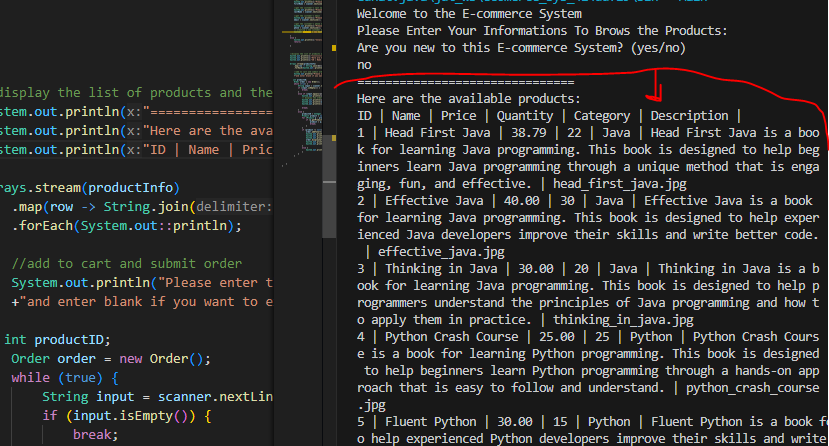 display the list of products and the
stem.out.println(x:"==================
stem.out.println(x:"Here are the ava
stem.out.println(x:"ID | Name | Pric
rays.stream(productInfo)
.map(row -> String.join(delimiter:
.forEach(System.out::println);
//add to cart and submit order
System.out.println("Please enter t
+"and enter blank if you want to e
int productID;
Order order = new Order();
while (true) {
String input = scanner.nextLin
if (input.isEmpty()) {
break;
Welcome to the E-commerce System
Please Enter Your Informations To Brows the Products:
Are you new to this E-commerce System? (yes/no)
no
===============================
Here are the available products:
ID | Name | Price | Quantity | Category | Description |
1 | Head First Java | 38.79 | 22 | Java | Head First Java is a boo
k for learning Java programming. This book is designed to help beg
inners learn Java programming through a unique method that is enga
ging, fun, and effective. | head_first_java.jpg
2 | Effective Java | 40.00 | 30 | Java | Effective Java is a book
for learning Java programming. This book is designed to help exper
ienced Java developers improve their skills and write better code.
| effective_java.jpg
3 | Thinking in Java | 30.00 | 20 | Java | Thinking in Java is a b
ook for learning Java programming. This book is designed to help p
rogrammers understand the principles of Java programming and how t
o apply them in practice. | thinking_in_java.jpg
4 | Python Crash Course | 25.00 | 25 | Python | Python Crash Cours
e is a book for learning Python programming. This book is designed
to help beginners learn Python programming through a hands-on app
roach that is easy to follow and understand. | python_crash_course
.jpg
5 | Fluent Python | 30.00 | 15 | Python | Fluent Python is a book f
o help experienced Python developers improve their skills and write